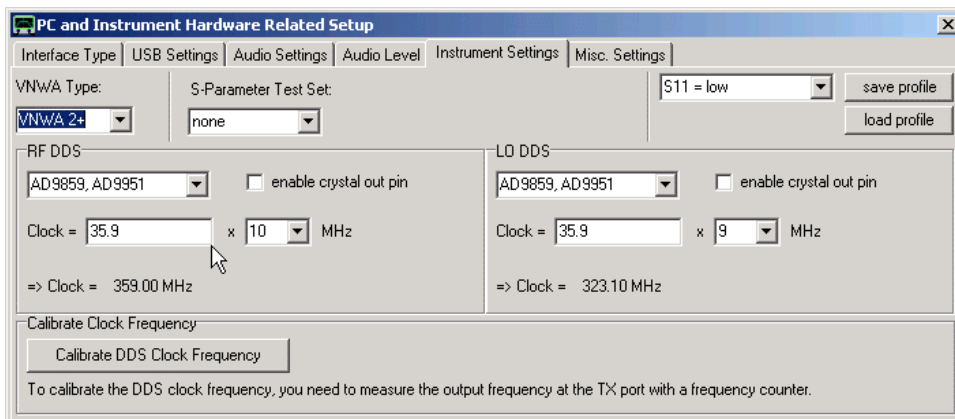 PC and Instrument Hardware Related Setup
Interface Type USB Settings Audio Settings Audio Level Instrument Settings Misc. Settings
VNWA Type:
VNWA 2+
S-Parameter Test Set:
none
S11 = low
save profile
load profile
RF DDS
AD9859, AD9951
enable crystal out pin
Clock = 35.9 x 10 MHz
=> Clock = 359.00 MHz
LO DDS
AD9859, AD9951
enable crystal out pin
Clock = 35.9 x 9 MHz
=> Clock = 323.10 MHz
Calibrate Clock Frequency
Calibrate DDS Clock Frequency
To calibrate the DDS clock frequency, you need to measure the output frequency at the TX port with a frequency counter.